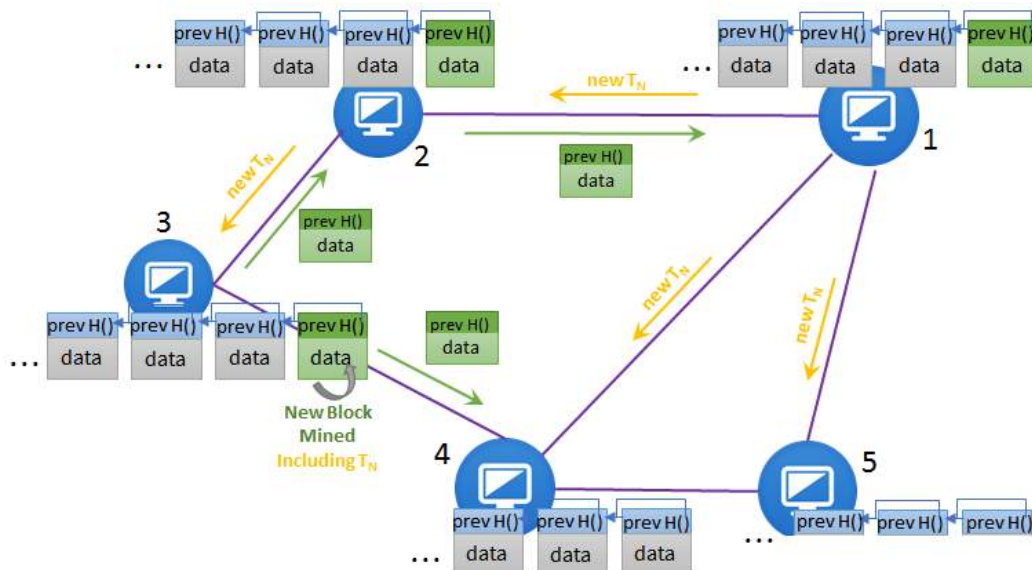 prev H() prev H() prev H() prev H()
... data data data data
2
prev H() prev H() prev H() prev H()
... data data data data
1
new T_N
prev H()
data
new T_N
prev H()
data
3
prev H() prev H() prev H() prev H()
... data data data data
New Block
Mined
Including T_N
prev H()
data
new T_N
new T_N
4
prev H() prev H() prev H()
... data data data
5
... prev H() prev H() prev H()